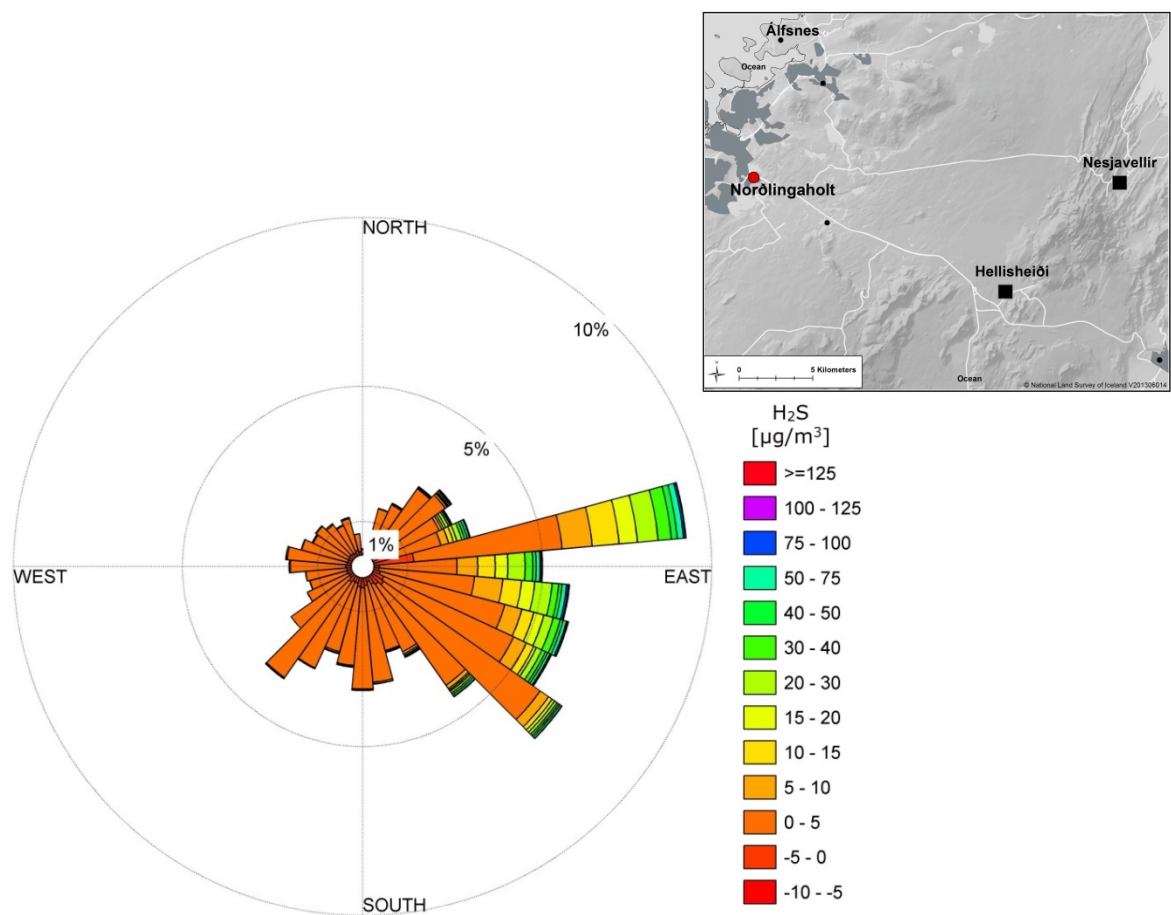 Álfsnes
Ocean
Nesjavellir
Norðlingaholt
Hellisheiði
0 5 Kilometers
Ocean
© National Land Survey of Iceland V201306014
NORTH
10%
5%
1%
WEST
EAST
SOUTH
H₂S
[µg/m³]
>=125
100 - 125
75 - 100
50 - 75
40 - 50
30 - 40
20 - 30
15 - 20
10 - 15
5 - 10
0 - 5
-5 - 0
-10 - -5